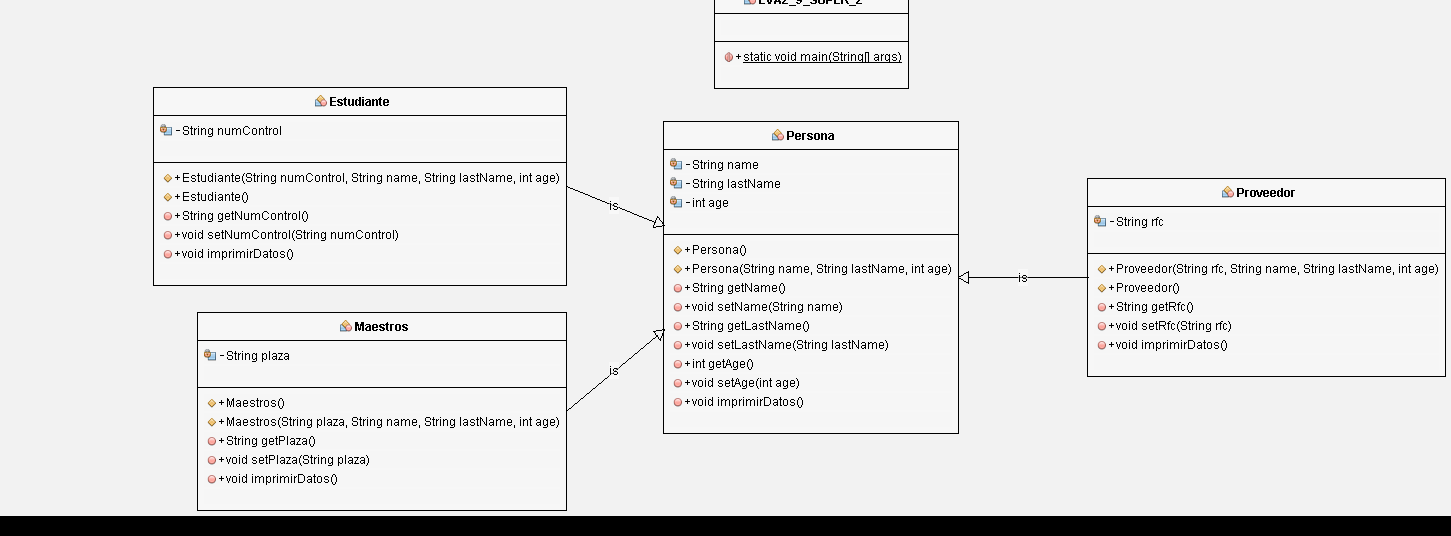 static void main(String[] args)
Estudiante
-String numControl
+Estudiante(String numControl, String name, String lastName, int age)
+Estudiante()
+String getNumControl()
+void setNumControl(String numControl)
+void imprimirDatos()
is
Maestros
-String plaza
+Maestros()
+Maestros(String plaza, String name, String lastName, int age)
+String getPlaza()
+void setPlaza(String plaza)
+void imprimirDatos()
is
Persona
-String name
-String lastName
-int age
+Persona()
+Persona(String name, String lastName, int age)
+String getName()
+void setName(String name)
+String getLastName()
+void setLastName(String lastName)
+int getAge()
+void setAge(int age)
+void imprimirDatos()
is
Proveedor
-String rfc
+Proveedor(String rfc, String name, String lastName, int age)
+Proveedor()
+String getRfc()
+void setRfc(String rfc)
+void imprimirDatos()